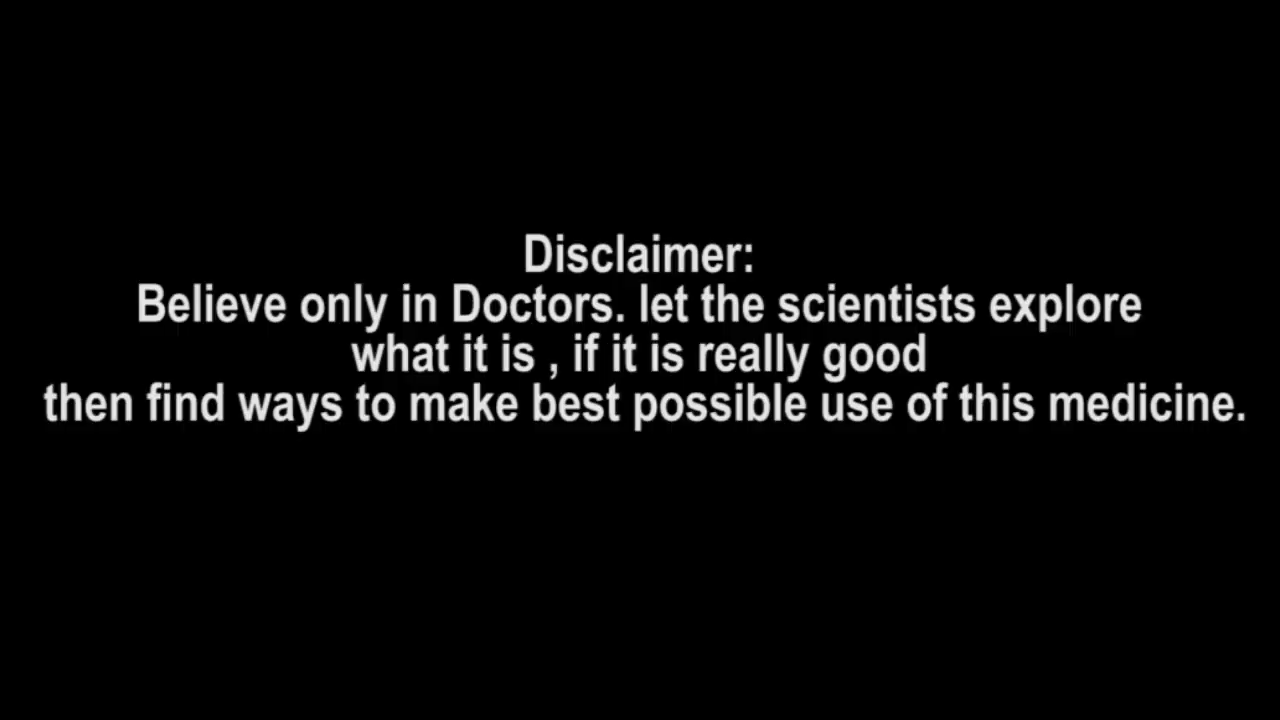 Disclaimer:
Believe only in Doctors. let the scientists explore
what it is , if it is really good
then find ways to make best possible use of this medicine.